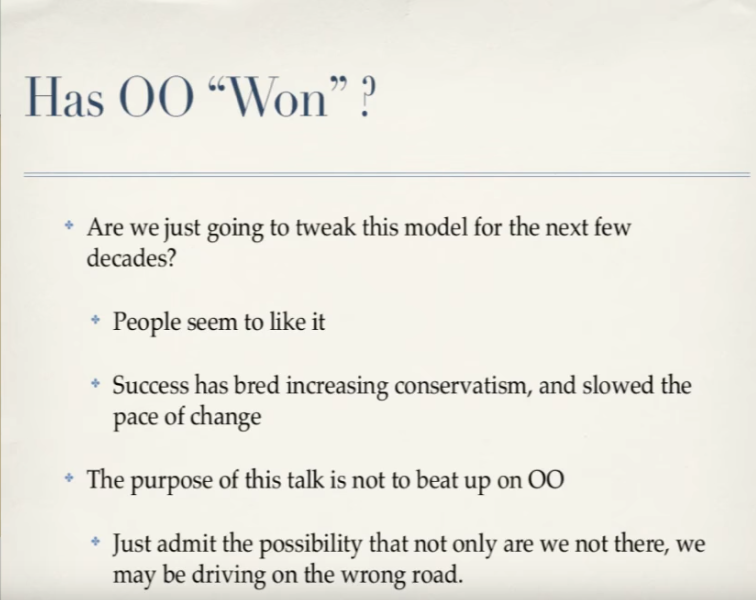 Has OO “Won” ?
Are we just going to tweak this model for the next few
decades?
People seem to like it
Success has bred increasing conservatism, and slowed the
pace of change
The purpose of this talk is not to beat up on OO
Just admit the possibility that not only are we not there, we
may be driving on the wrong road.